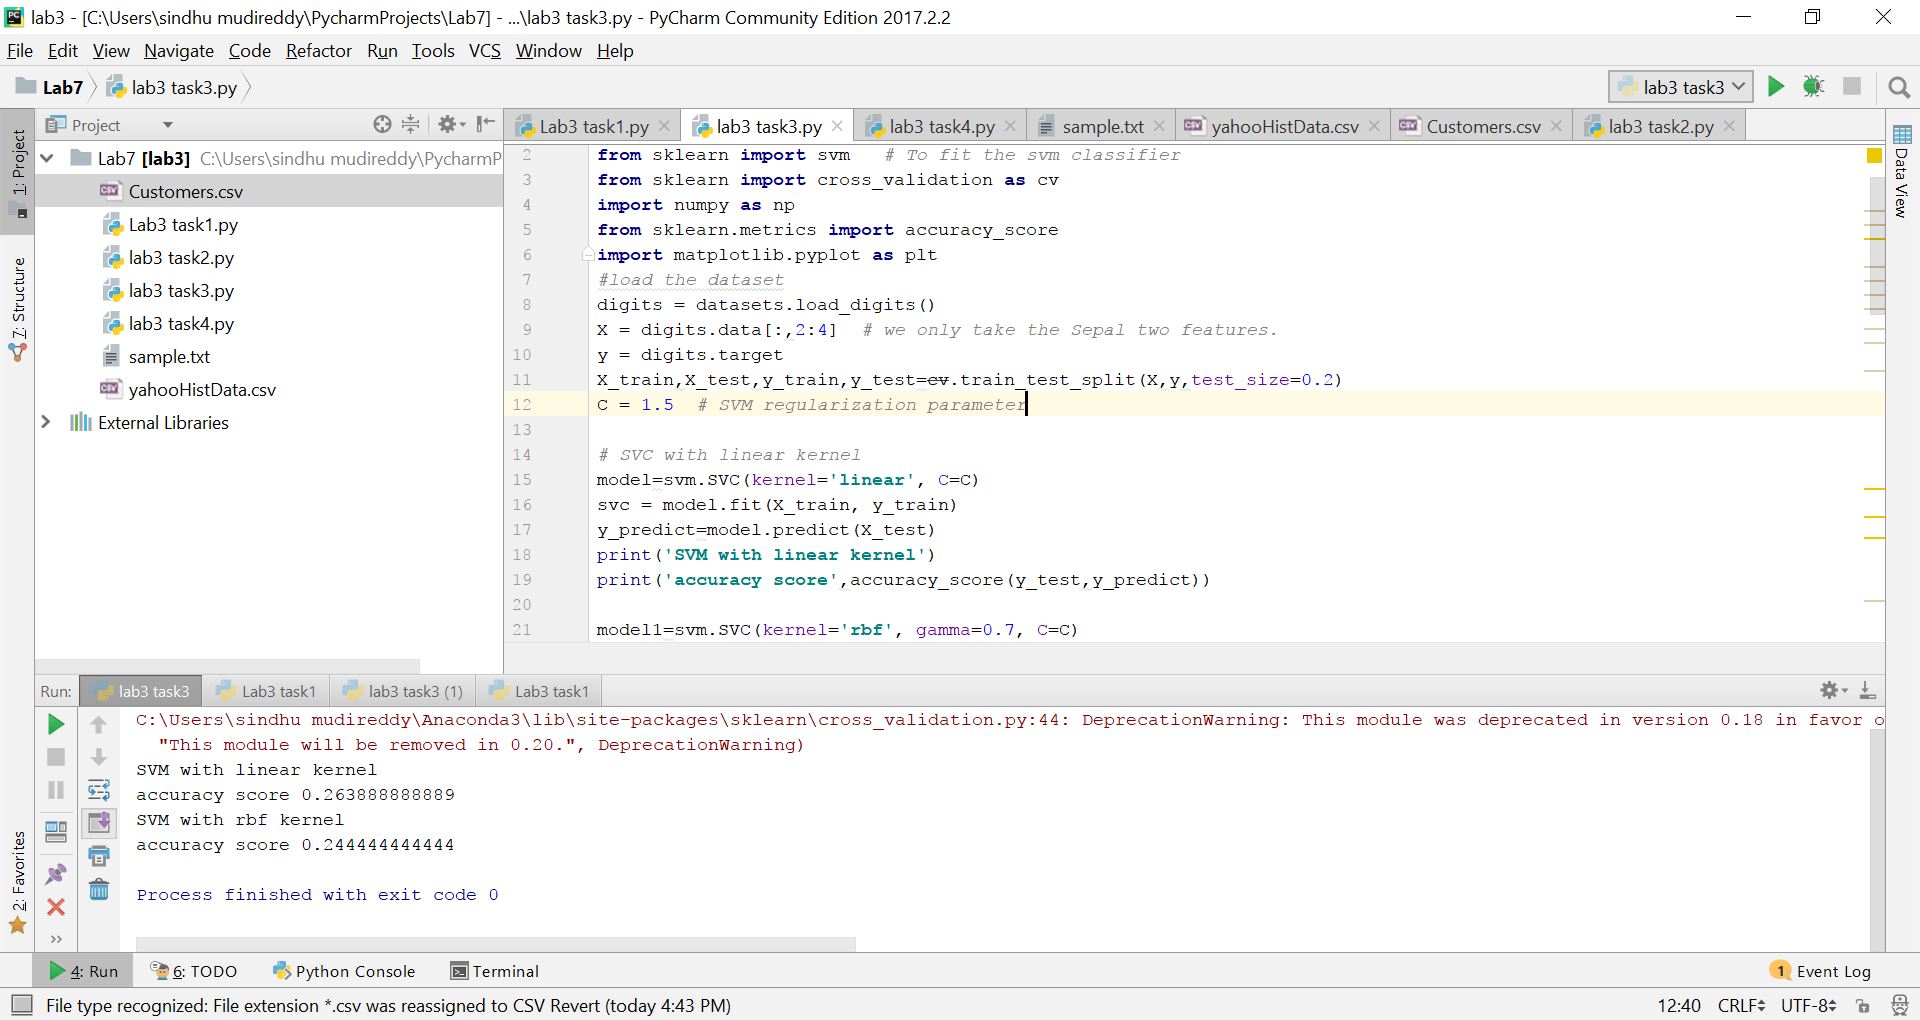 lab3 - [C:\Users\sindhu mudireddy\PycharmProjects\Lab7] - ...\lab3 task3.py - PyCharm Community Edition 2017.2.2
File Edit View Navigate Code Refactor Run Tools VCS Window Help
Lab7 lab3 task3.py lab3 task3
1: Project
7: Structure
2: Favorites
Project
Lab7 [lab3] C:\Users\sindhu mudireddy\PycharmP
Customers.csv
Lab3 task1.py
lab3 task2.py
lab3 task3.py
lab3 task4.py
sample.txt
yahooHistData.csv
External Libraries
Lab3 task1.py lab3 task3.py lab3 task4.py sample.txt yahooHistData.csv Customers.csv lab3 task2.py
2 from sklearn import svm   # To fit the svm classifier
3 from sklearn import cross_validation as cv
4 import numpy as np
5 from sklearn.metrics import accuracy_score
6 import matplotlib.pyplot as plt
7 #load the dataset
8 digits = datasets.load_digits()
9 X = digits.data[:,2:4]  # we only take the Sepal two features.
10 y = digits.target
11 X_train,X_test,y_train,y_test=cv.train_test_split(X,y,test_size=0.2)
12 C = 1.5  # SVM regularization parameter
13
14 # SVC with linear kernel
15 model=svm.SVC(kernel='linear', C=C)
16 svc = model.fit(X_train, y_train)
17 y_predict=model.predict(X_test)
18 print('SVM with linear kernel')
19 print('accuracy score',accuracy_score(y_test,y_predict))
20
21 model1=svm.SVC(kernel='rbf', gamma=0.7, C=C)
Data View
Run: lab3 task3 Lab3 task1 lab3 task3 (1) Lab3 task1
C:\Users\sindhu mudireddy\Anaconda3\lib\site-packages\sklearn\cross_validation.py:44: DeprecationWarning: This module was deprecated in version 0.18 in favor o
"This module will be removed in 0.20.", DeprecationWarning)
SVM with linear kernel
accuracy score 0.263888888889
SVM with rbf kernel
accuracy score 0.244444444444
Process finished with exit code 0
4: Run 6: TODO Python Console Terminal 1 Event Log
File type recognized: File extension *.csv was reassigned to CSV Revert (today 4:43 PM) 12:40 CRLF UTF-8